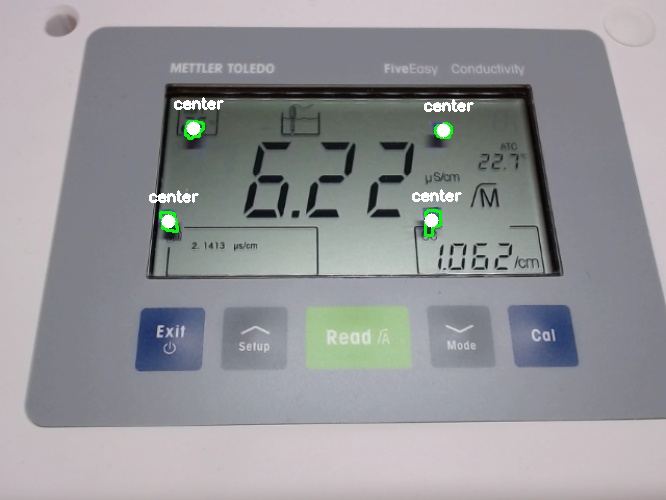 METTLER TOLEDO FiveEasy Conductivity
center center
ATC
22.7°c
6.22 µS/cm
/M
center center
2. 1413 µs/cm
1.062 /cm
Exit Setup Read /A Mode Cal